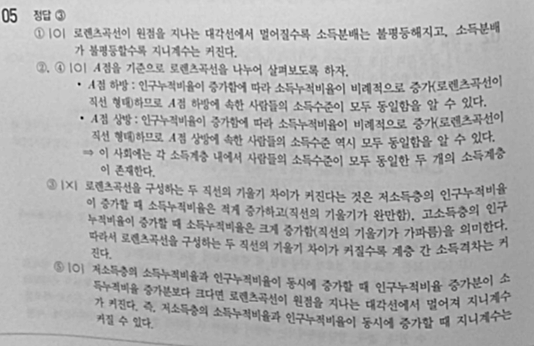 05 정답 ③
① |O| 로렌츠곡선이 원점을 지나는 대각선에서 멀어질수록 소득분배는 불평등해지고, 소득분배
가 불평등할수록 지니계수는 커진다.
②, ④ |O| A점을 기준으로 로렌츠곡선을 나누어 살펴보도록 하자.
• A점 하방 : 인구누적비율이 증가함에 따라 소득누적비율이 비례적으로 증가(로렌츠곡선이
직선 형태)하므로 A점 하방에 속한 사람들의 소득수준이 모두 동일함을 알 수 있다.
• A점 상방 : 인구누적비율이 증가함에 따라 소득누적비율이 비례적으로 증가(로렌츠곡선이
직선 형태)하므로 A점 상방에 속한 사람들의 소득수준 역시 모두 동일함을 알 수 있다.
⇒ 이 사회에는 각 소득계층 내에서 사람들의 소득수준이 모두 동일한 두 개의 소득계층
이 존재한다.
③ |×| 로렌츠곡선을 구성하는 두 직선의 기울기 차이가 커진다는 것은 저소득층의 인구누적비율
이 증가할 때 소득누적비율은 적게 증가하고(직선의 기울기가 완만함), 고소득층의 인구
누적비율이 증가할 때 소득누적비율은 크게 증가함(직선의 기울기가 가파름)을 의미한다.
따라서 로렌츠곡선을 구성하는 두 직선의 기울기 차이가 커질수록 계층 간 소득격차는 커
진다.
⑤ |O| 저소득층의 소득누적비율과 인구누적비율이 동시에 증가할 때 인구누적비율 증가분이 소
득누적비율 증가분보다 크다면 로렌츠곡선이 원점을 지나는 대각선에서 멀어져 지니계수
가 커진다. 즉, 저소득층의 소득누적비율과 인구누적비율이 동시에 증가할 때 지니계수는
커질 수 있다.